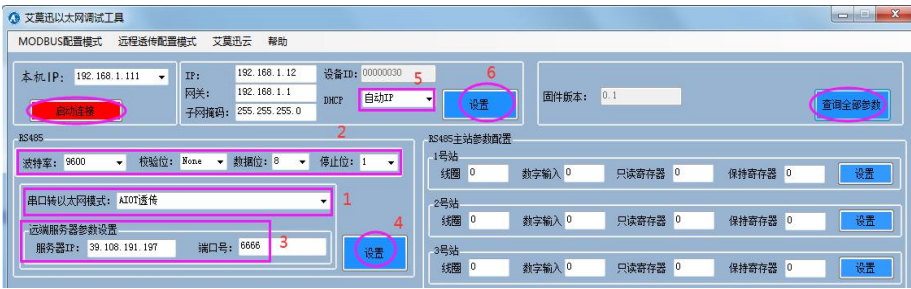 艾莫迅以太网调试工具
MODBUS配置模式 远程透传配置模式 艾莫迅云 帮助
本机IP: 192.168.1.111
启动连接
IP: 192.168.1.12 设备ID: 00000030
网关: 192.168.1.1
子网掩码: 255.255.255.0
DHCP 自动IP 5
6
设置
固件版本: 0.1
查询全部参数
RS485
2
波特率: 9600 校验位: None 数据位: 8 停止位: 1
串口转以太网模式: AIOT透传 1
远端服务器参数设置
服务器IP: 39.108.191.197 端口号: 6666 3
4
设置
RS485主站参数配置
1号站
线圈 0 数字输入 0 只读寄存器 0 保持寄存器 0 设置
2号站
线圈 0 数字输入 0 只读寄存器 0 保持寄存器 0 设置
3号站
线圈 0 数字输入 0 只读寄存器 0 保持寄存器 0 设置